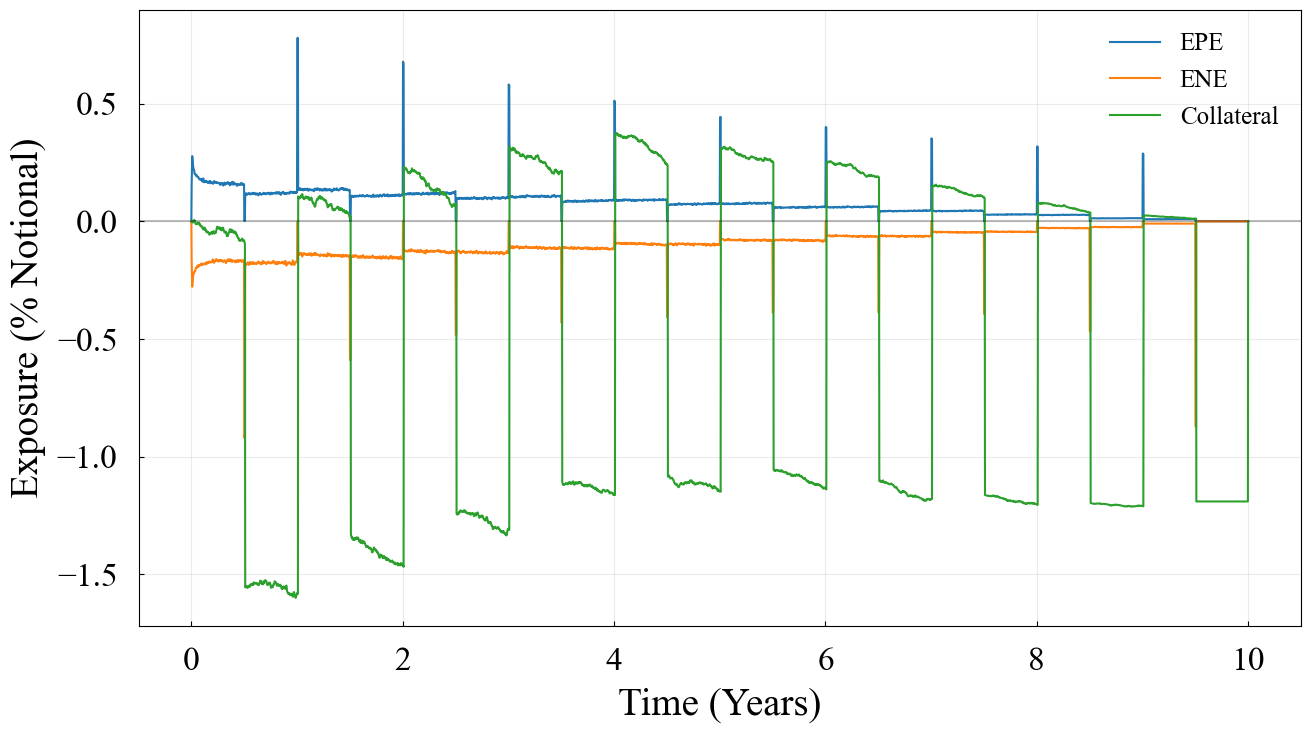 EPE
ENE
Collateral
Exposure (% Notional)
0.5
0.0
−0.5
−1.0
−1.5
0 2 4 6 8 10
Time (Years)